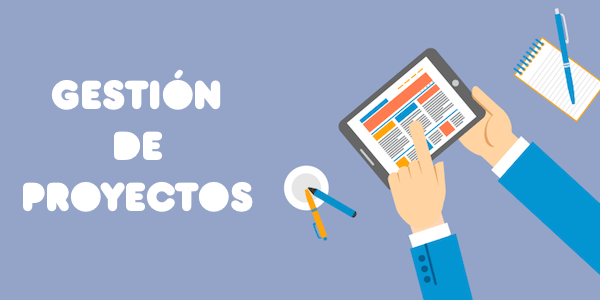 GESTIÓN
DE
PROYECTOS